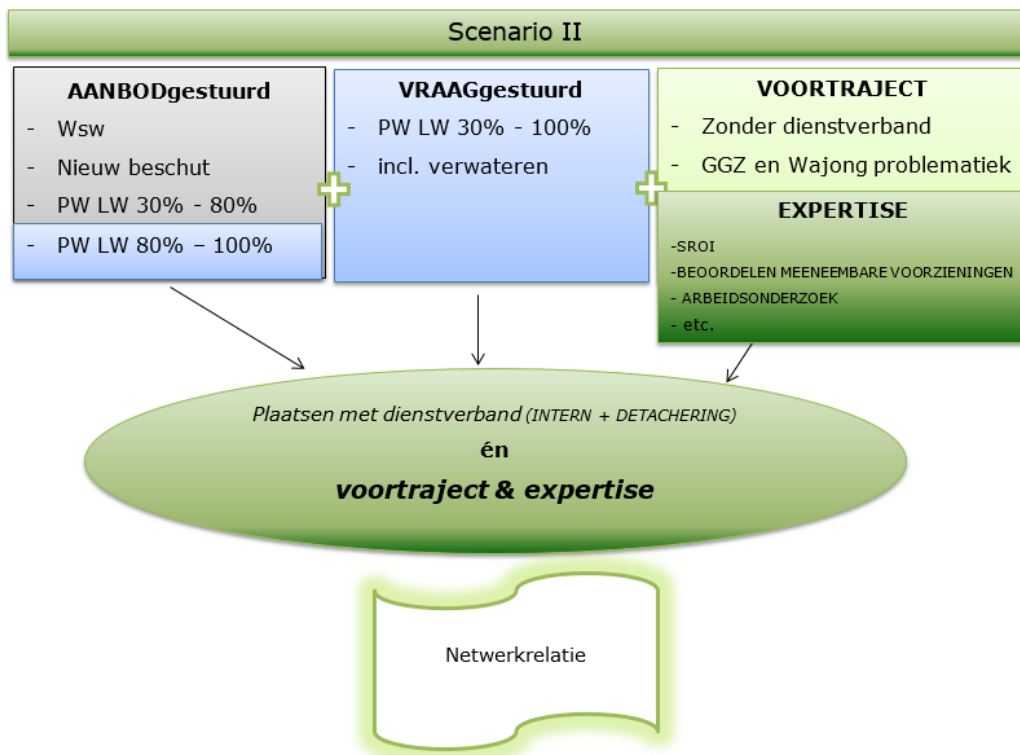 Scenario II
AANBODgestuurd
- Wsw
- Nieuw beschut
- PW LW 30% - 80%
- PW LW 80% – 100%
VRAAGgestuurd
- PW LW 30% - 100%
- incl. verwateren
VOORTRAJECT
- Zonder dienstverband
- GGZ en Wajong problematiek
EXPERTISE
-SROI
-BEOORDELEN MEENEEMBARE VOORZIENINGEN
- ARBEIDSONDERZOEK
- etc.
Plaatsen met dienstverband (INTERN + DETACHERING)
én
voortraject & expertise
Netwerkrelatie